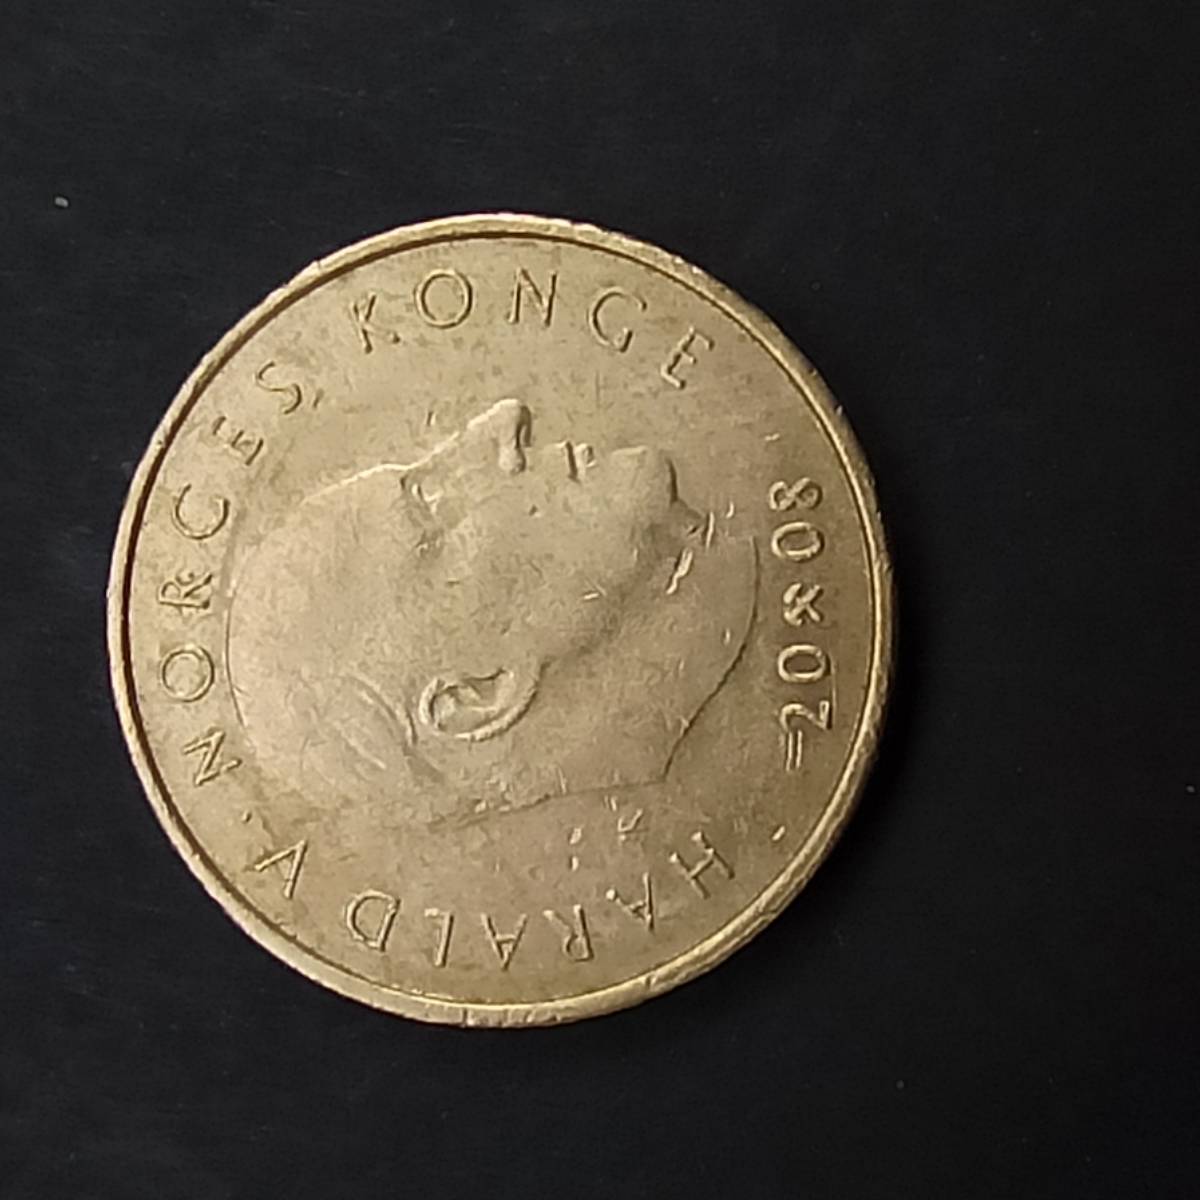 HARALD V · NORGES KONGE
20⚒08